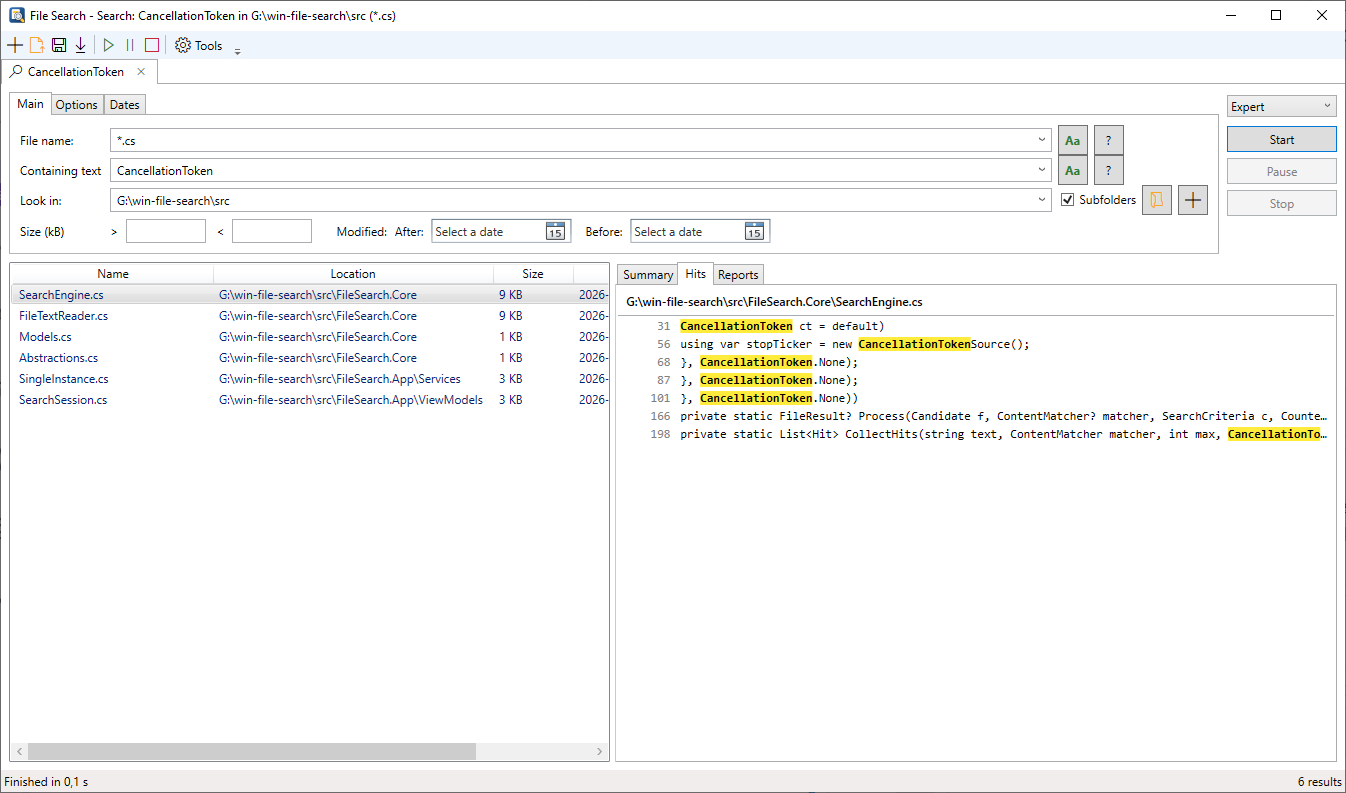 File Search - Search: CancellationToken in G:\win-file-search\src (*.cs)
Tools
CancellationToken
Main Options Dates
Expert
File name: *.cs Aa ?
Start
Containing text CancellationToken Aa ?
Pause
Look in: G:\win-file-search\src Subfolders
Stop
Size (kB) > < Modified: After: Select a date 15 Before: Select a date 15
Name Location Size
SearchEngine.cs G:\win-file-search\src\FileSearch.Core 9 KB 2026-
FileTextReader.cs G:\win-file-search\src\FileSearch.Core 9 KB 2026-
Models.cs G:\win-file-search\src\FileSearch.Core 1 KB 2026-
Abstractions.cs G:\win-file-search\src\FileSearch.Core 1 KB 2026-
SingleInstance.cs G:\win-file-search\src\FileSearch.App\Services 3 KB 2026-
SearchSession.cs G:\win-file-search\src\FileSearch.App\ViewModels 3 KB 2026-
Summary Hits Reports
G:\win-file-search\src\FileSearch.Core\SearchEngine.cs
31 CancellationToken ct = default)
56 using var stopTicker = new CancellationTokenSource();
68 }, CancellationToken.None);
87 }, CancellationToken.None);
101 }, CancellationToken.None))
166 private static FileResult? Process(Candidate f, ContentMatcher? matcher, SearchCriteria c, Counte…
198 private static List<Hit> CollectHits(string text, ContentMatcher matcher, int max, CancellationTo…
Finished in 0,1 s
6 results